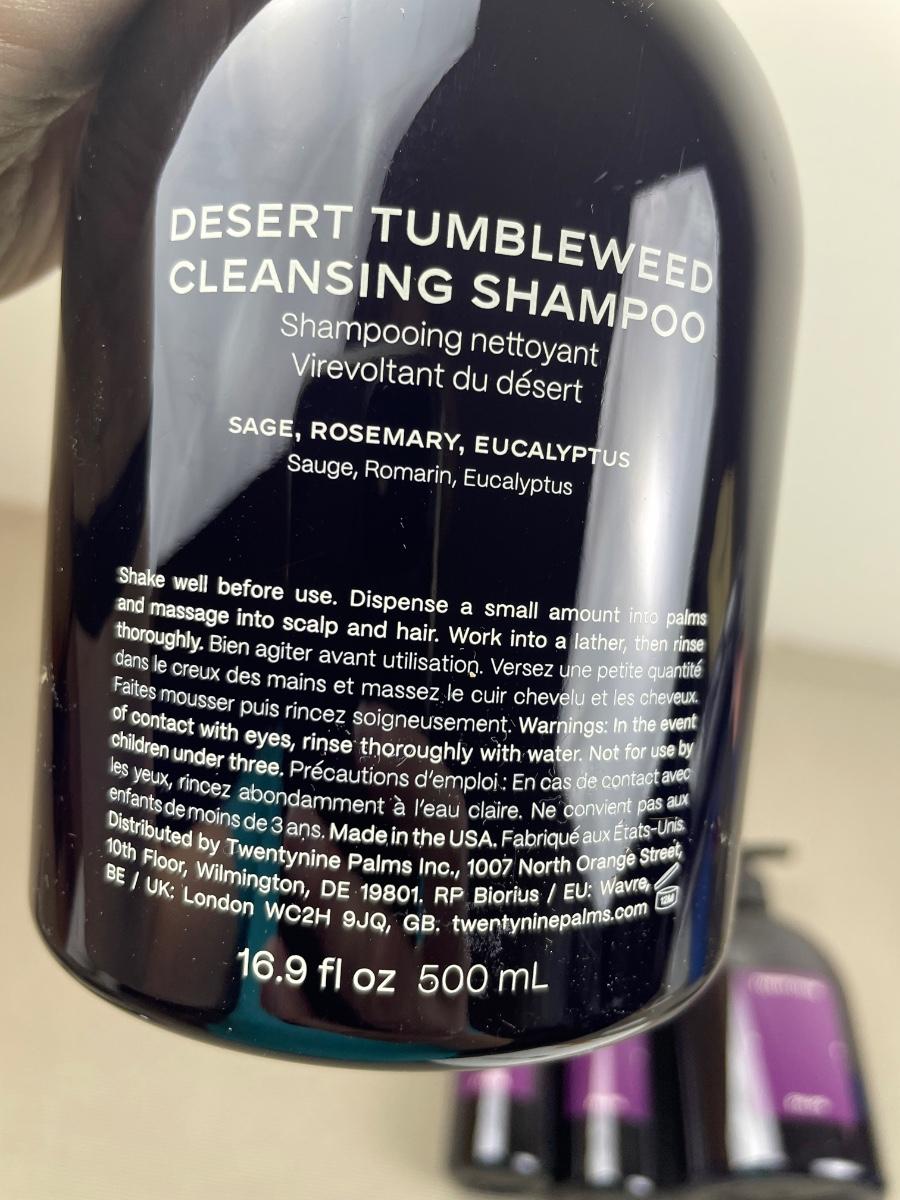 DESERT TUMBLEWEED
CLEANSING SHAMPOO
Shampooing nettoyant
Virevoltant du désert
SAGE, ROSEMARY, EUCALYPTUS
Sauge, Romarin, Eucalyptus
Shake well before use. Dispense a small amount into palms
and massage into scalp and hair. Work into a lather, then rinse
thoroughly. Bien agiter avant utilisation. Versez une petite quantité
dans le creux des mains et massez le cuir chevelu et les cheveux.
Faites mousser puis rincez soigneusement. Warnings: In the event
of contact with eyes, rinse thoroughly with water. Not for use by
children under three. Précautions d'emploi : En cas de contact avec
les yeux, rincez abondamment à l'eau claire. Ne convient pas aux
enfants de moins de 3 ans. Made in the USA. Fabriqué aux États-Unis.
Distributed by Twentynine Palms Inc., 1007 North Orange Street,
10th Floor, Wilmington, DE 19801. RP Biorius / EU: Wavre,
BE / UK: London WC2H 9JQ, GB. twentyninepalms.com
12M
16.9 fl oz 500 mL